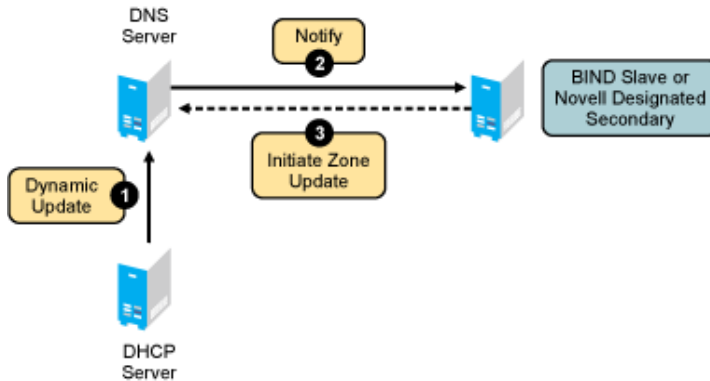 DNS
Server
Notify
2
BIND Slave or
Novell Designated
Secondary
3
Initiate Zone
Update
Dynamic
Update
1
DHCP
Server